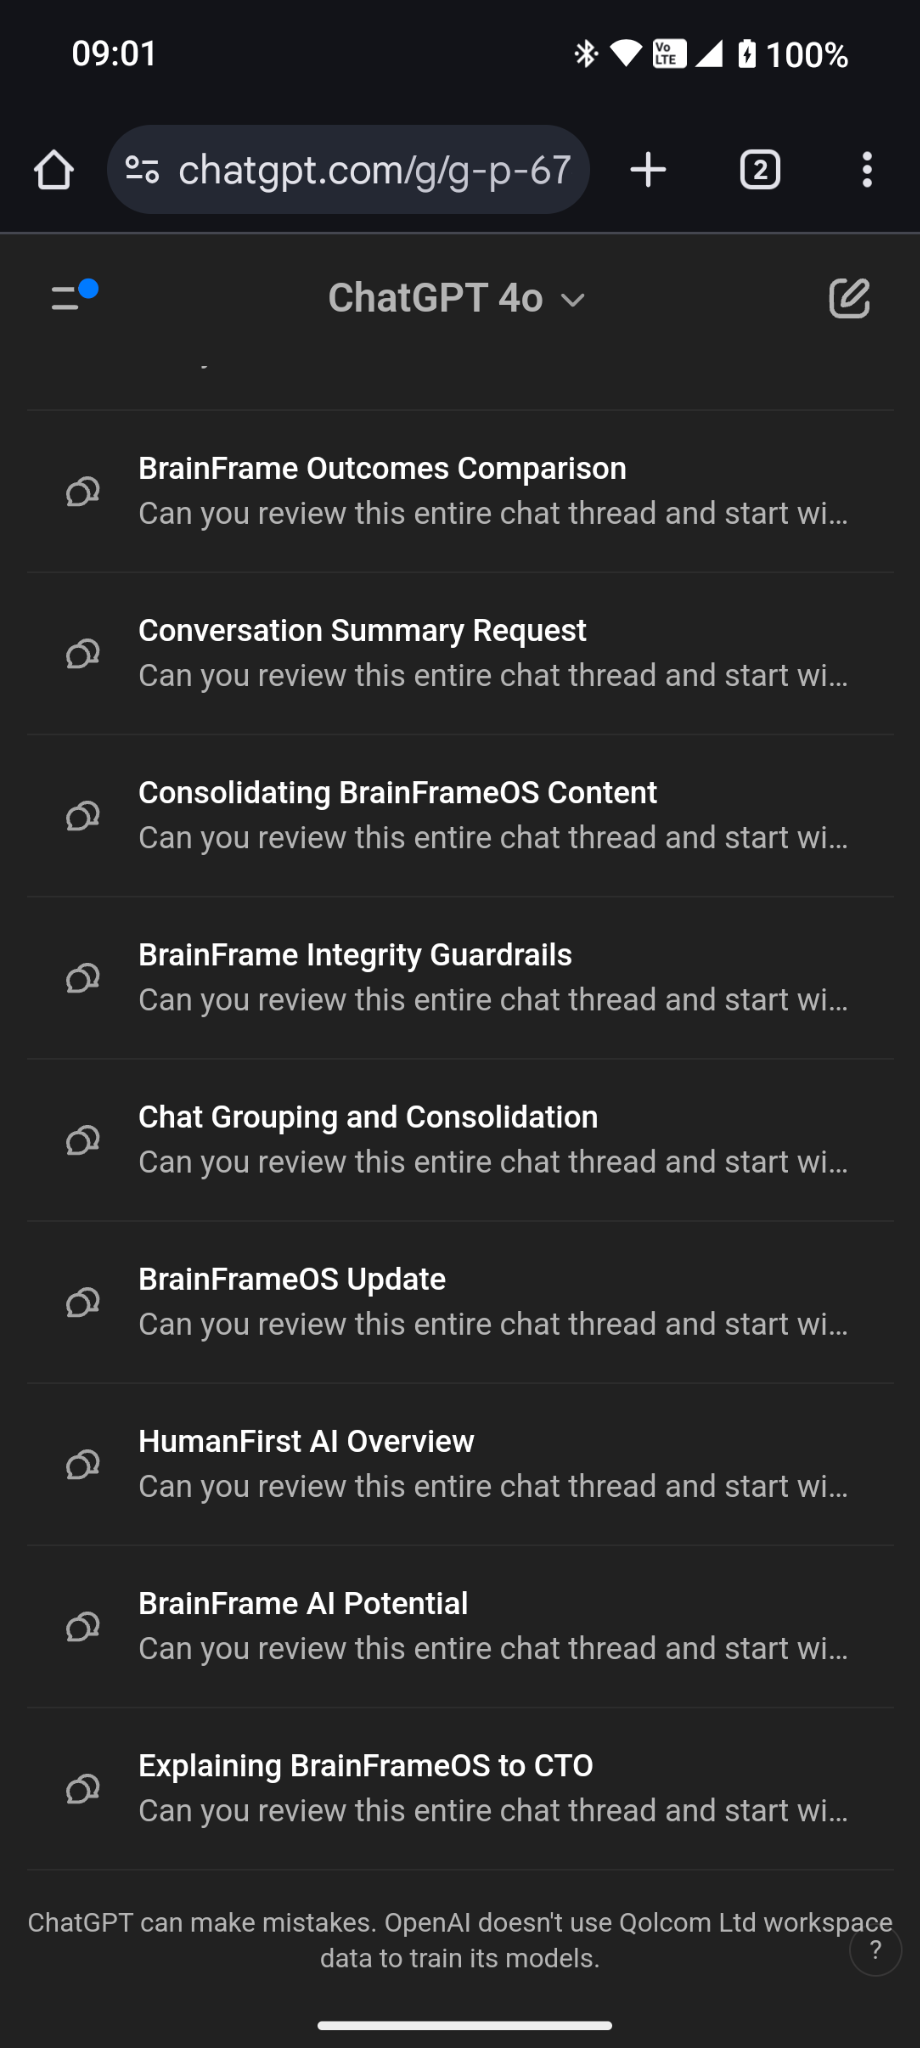 09:01
Vo
LTE
100%
chatgpt.com/g/g-p-67
2
ChatGPT 4o
BrainFrame Outcomes Comparison
Can you review this entire chat thread and start wi...
Conversation Summary Request
Can you review this entire chat thread and start wi...
Consolidating BrainFrameOS Content
Can you review this entire chat thread and start wi...
BrainFrame Integrity Guardrails
Can you review this entire chat thread and start wi...
Chat Grouping and Consolidation
Can you review this entire chat thread and start wi...
BrainFrameOS Update
Can you review this entire chat thread and start wi...
HumanFirst AI Overview
Can you review this entire chat thread and start wi...
BrainFrame AI Potential
Can you review this entire chat thread and start wi...
Explaining BrainFrameOS to CTO
Can you review this entire chat thread and start wi...
ChatGPT can make mistakes. OpenAI doesn't use Qolcom Ltd workspace
data to train its models.
?